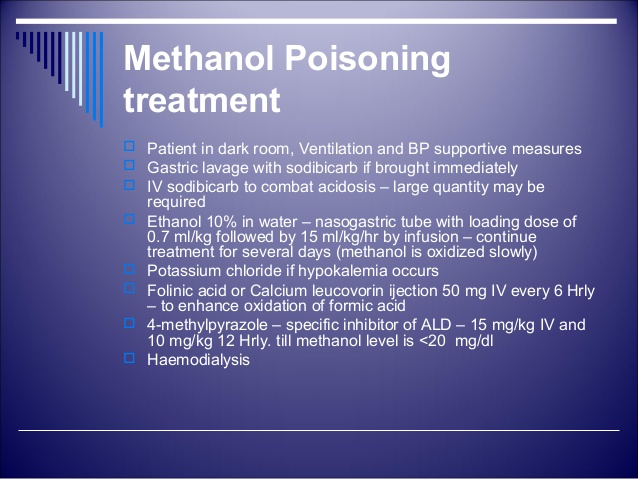 Methanol Poisoning
treatment
Patient in dark room, Ventilation and BP supportive measures
Gastric lavage with sodibicarb if brought immediately
IV sodibicarb to combat acidosis – large quantity may be
required
Ethanol 10% in water – nasogastric tube with loading dose of
0.7 ml/kg followed by 15 ml/kg/hr by infusion – continue
treatment for several days (methanol is oxidized slowly)
Potassium chloride if hypokalemia occurs
Folinic acid or Calcium leucovorin ijection 50 mg IV every 6 Hrly
– to enhance oxidation of formic acid
4-methylpyrazole – specific inhibitor of ALD – 15 mg/kg IV and
10 mg/kg 12 Hrly. till methanol level is <20 mg/dl
Haemodialysis